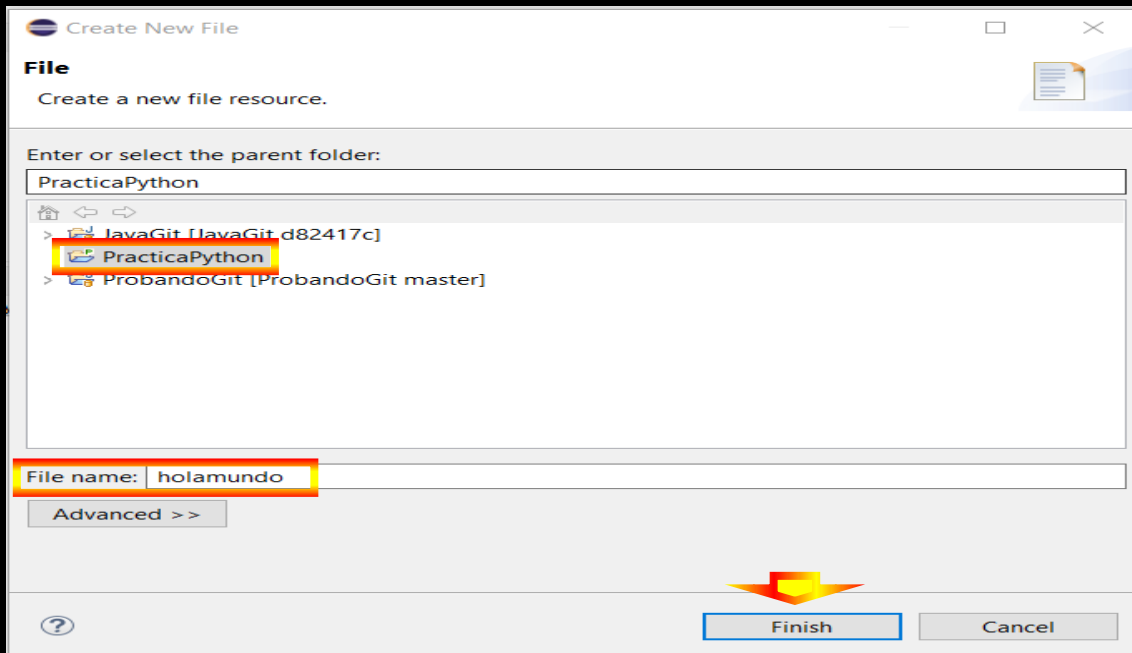 Create New File
File
Create a new file resource.
Enter or select the parent folder:
PracticaPython
JavaGit [JavaGit d82417c]
PracticaPython
ProbandoGit [ProbandoGit master]
File name: holamundo
Advanced >>
? Finish Cancel